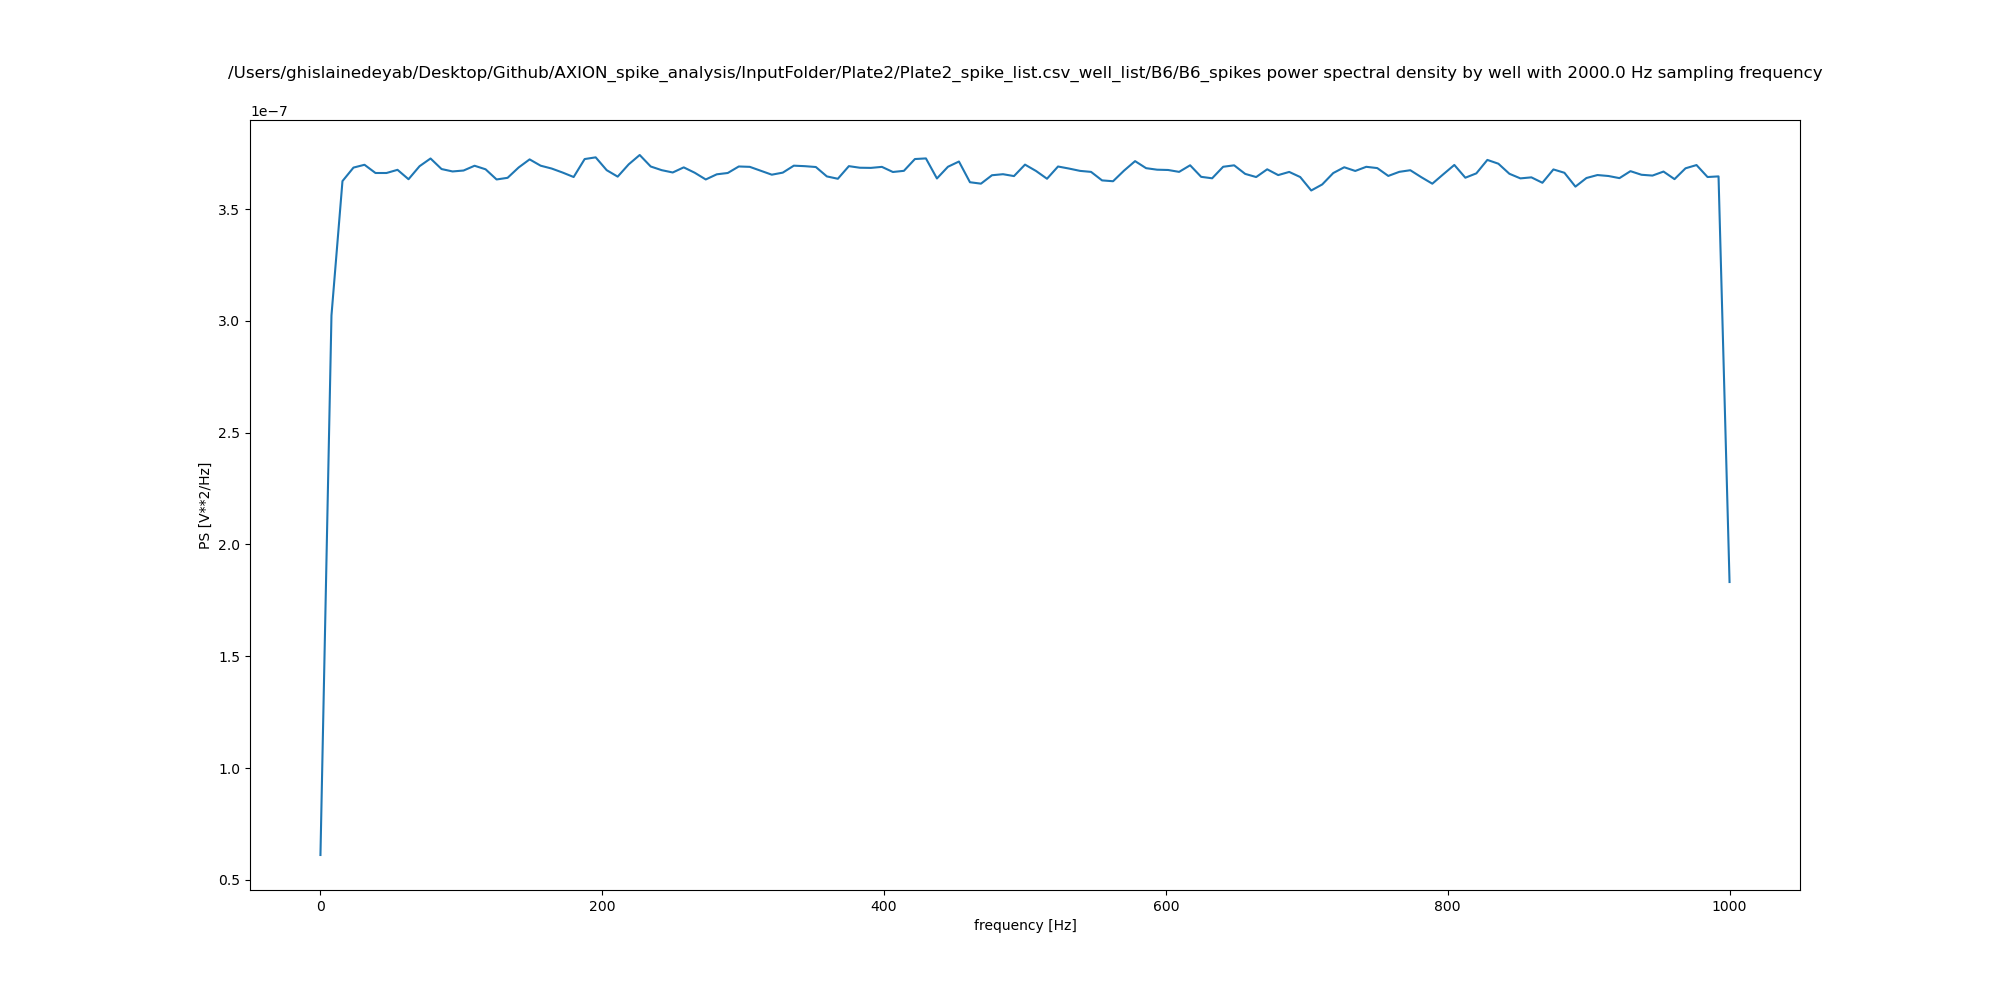 /Users/ghislainedeyab/Desktop/Github/AXION_spike_analysis/InputFolder/Plate2/Plate2_spike_list.csv_well_list/B6/B6_spikes power spectral density by well with 2000.0 Hz sampling frequency
1e−7
3.5
3.0
2.5
2.0
1.5
1.0
0.5
PS [V**2/Hz]
0 200 400 600 800 1000
frequency [Hz]